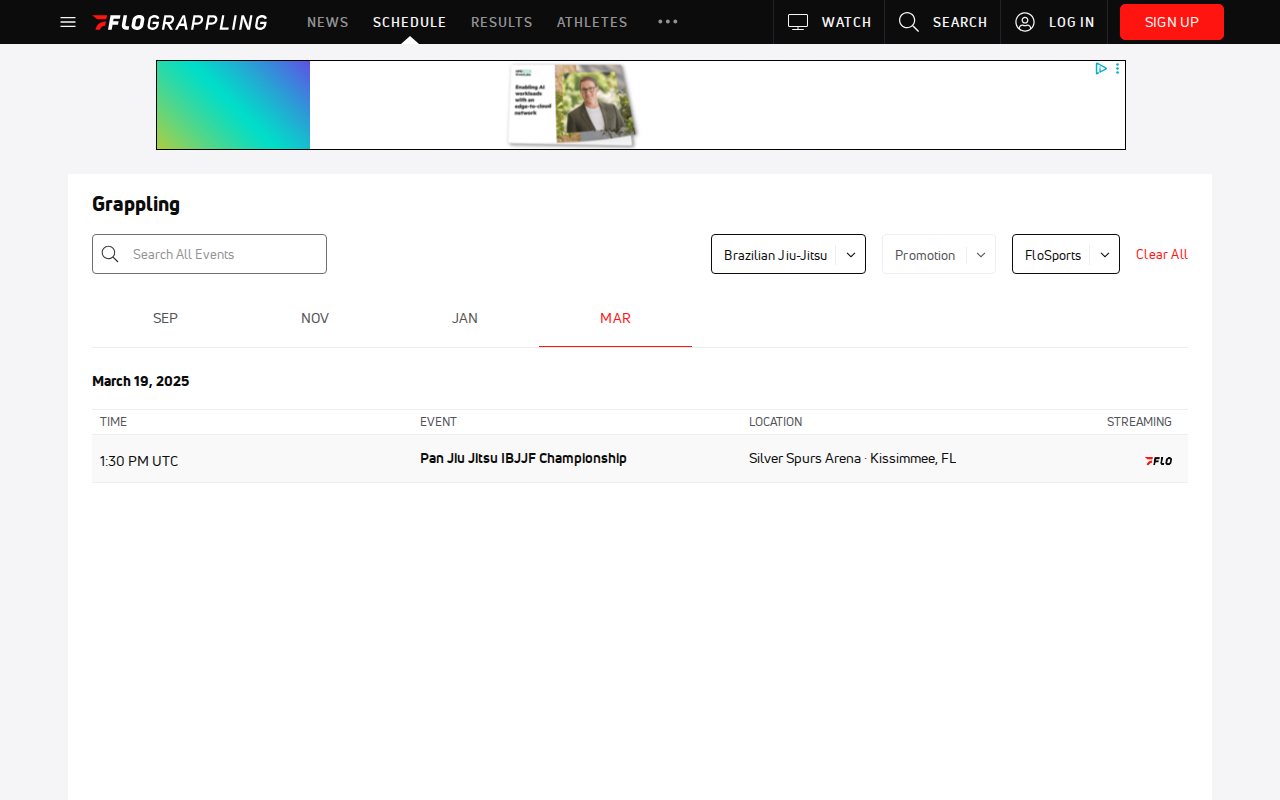 FLOGRAPPLING NEWS SCHEDULE RESULTS ATHLETES WATCH SEARCH LOG IN SIGN UP
Enabling AI
workloads
with an
edge-to-cloud
network
Grappling
Search All Events Brazilian Jiu-Jitsu Promotion FloSports Clear All
SEP NOV JAN MAR
March 19, 2025
TIME EVENT LOCATION STREAMING
1:30 PM UTC Pan Jiu Jitsu IBJJF Championship Silver Spurs Arena · Kissimmee, FL FLO